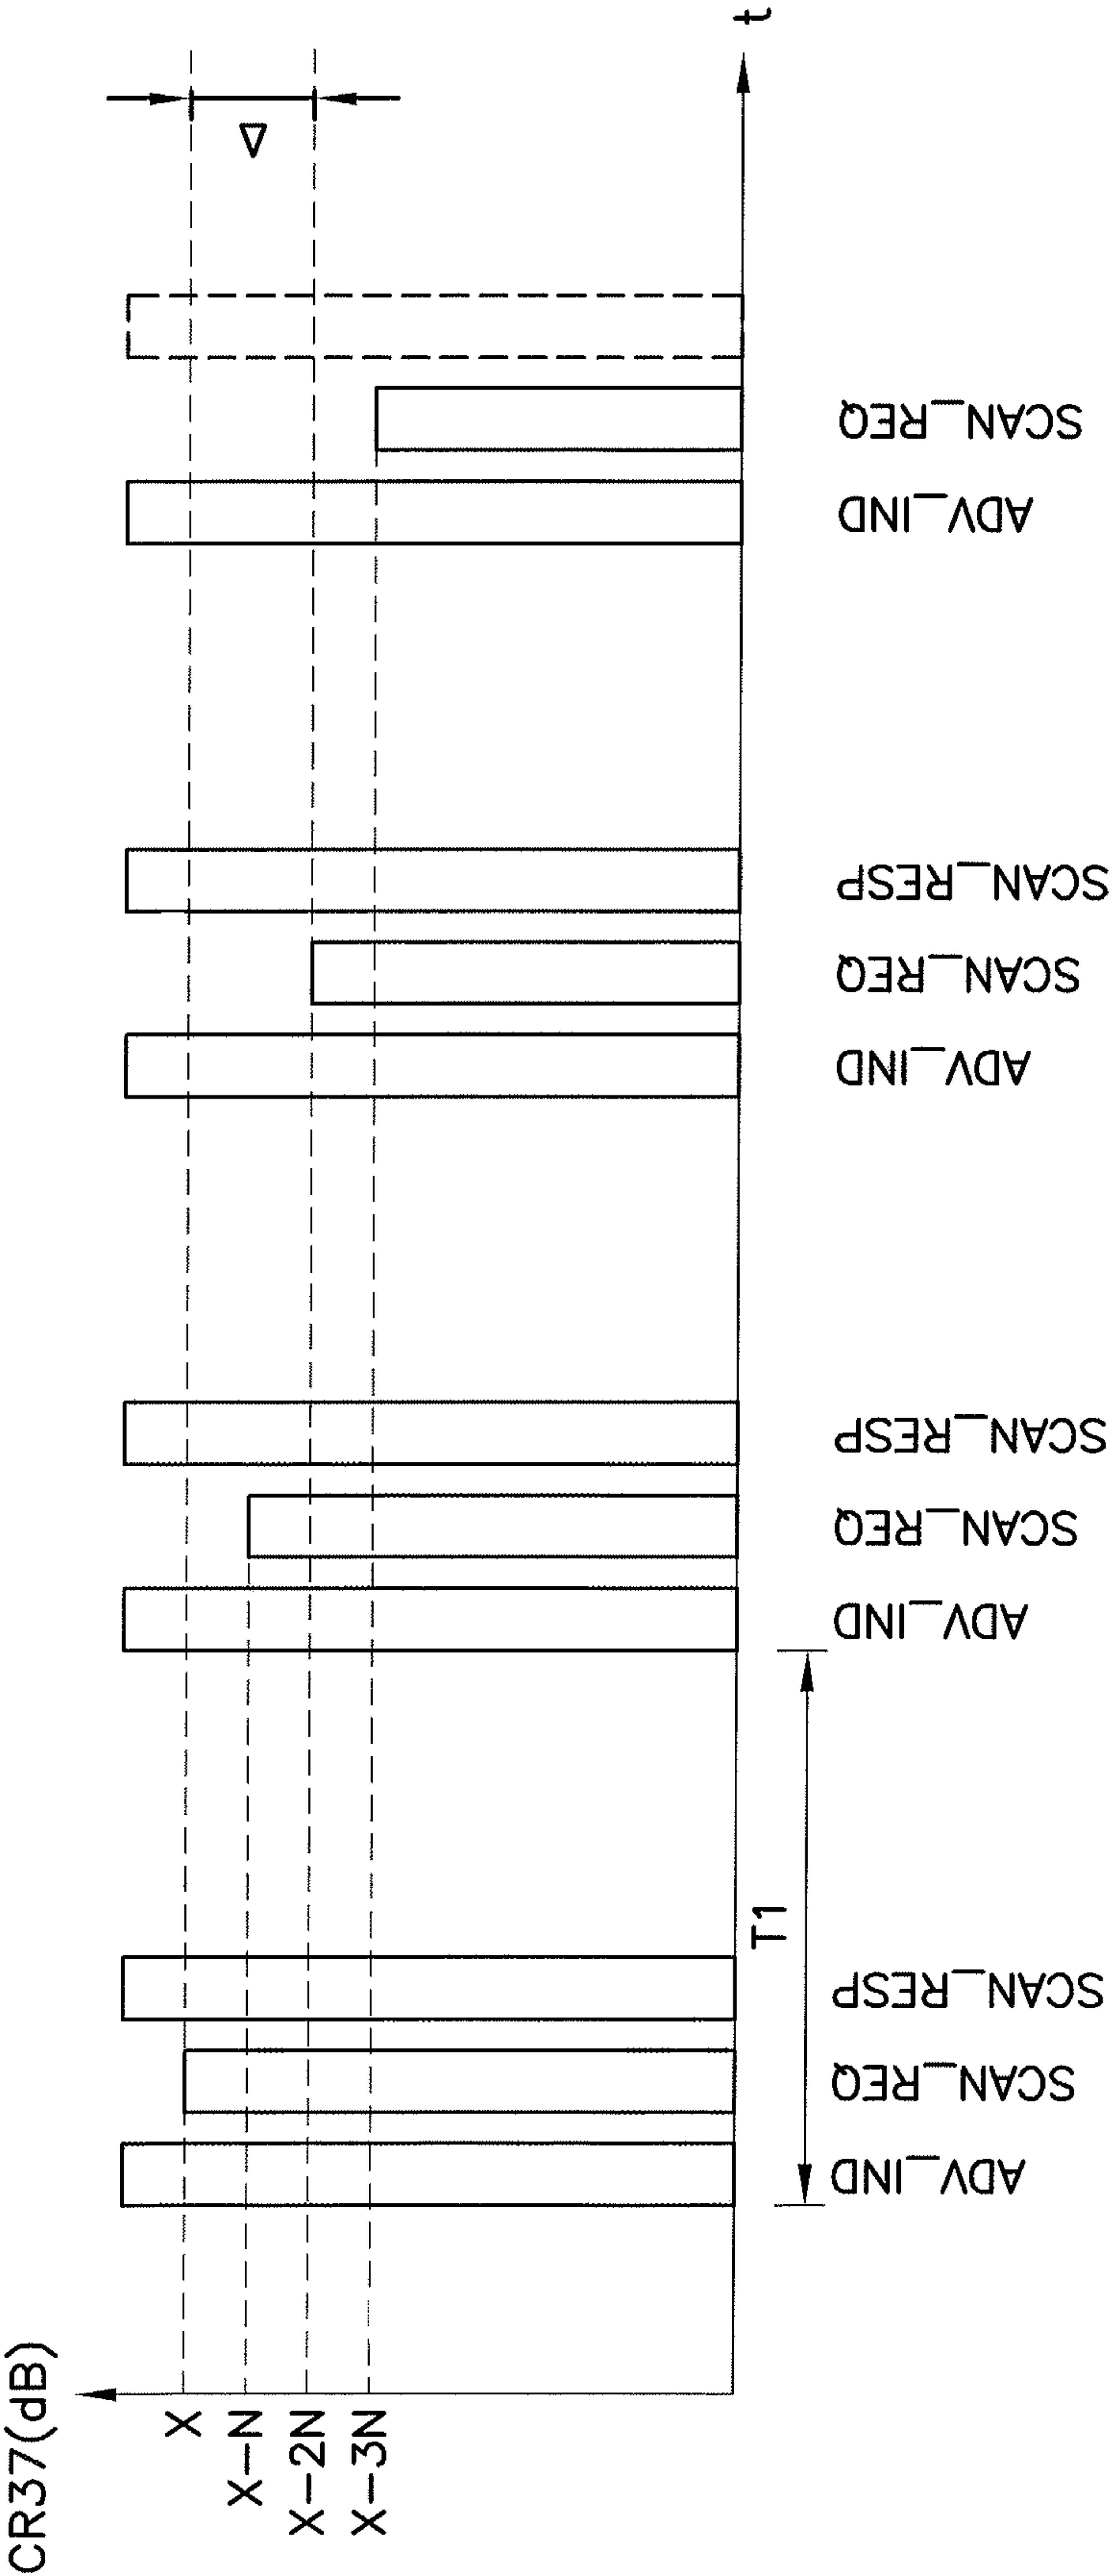 CR37(dB)
X
X-N
X-2N
X-3N
Δ
t
T1
ADV_IND
SCAN_REQ
SCAN_RESP
ADV_IND
SCAN_REQ
SCAN_RESP
ADV_IND
SCAN_REQ
SCAN_RESP
ADV_IND
SCAN_REQ